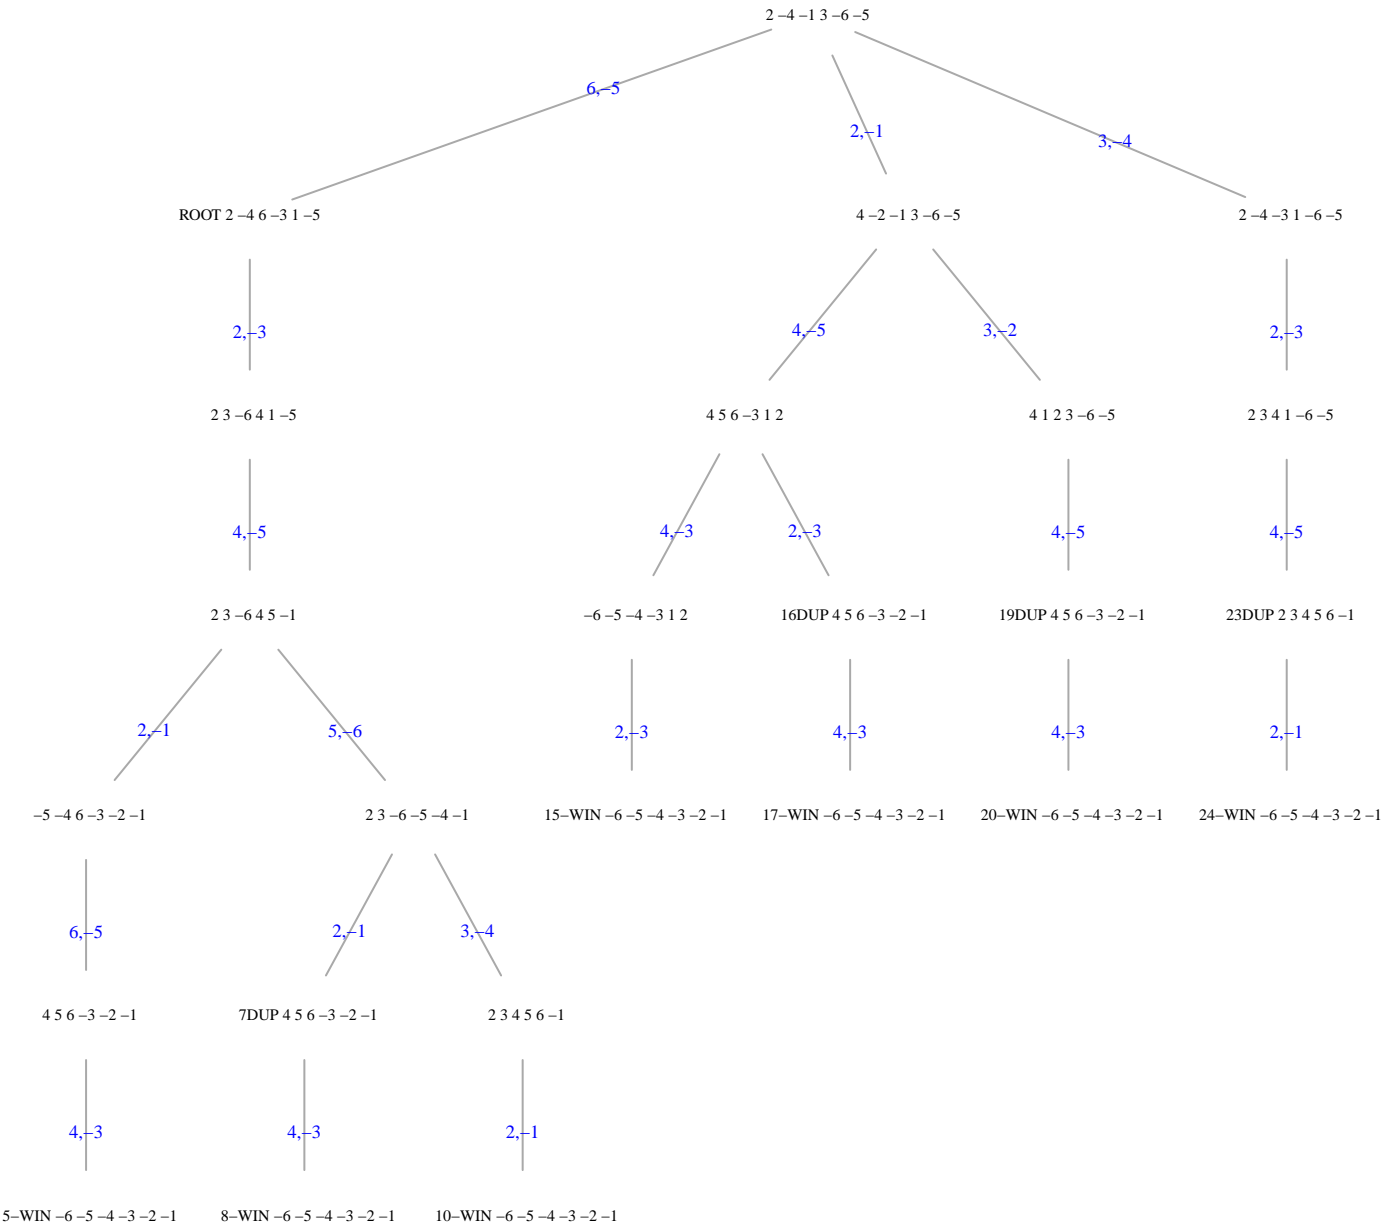 2 –4 –1 3 –6 –5
6,–5
2,–1
3,–4
ROOT 2 –4 6 –3 1 –5
4 –2 –1 3 –6 –5
2 –4 –3 1 –6 –5
2,–3
4,–5
3,–2
2,–3
2 3 –6 4 1 –5
4 5 6 –3 1 2
4 1 2 3 –6 –5
2 3 4 1 –6 –5
4,–5
4,–3
2,–3
4,–5
4,–5
2 3 –6 4 5 –1
–6 –5 –4 –3 1 2
16DUP 4 5 6 –3 –2 –1
19DUP 4 5 6 –3 –2 –1
23DUP 2 3 4 5 6 –1
2,–1
5,–6
2,–3
4,–3
4,–3
2,–1
–5 –4 6 –3 –2 –1
2 3 –6 –5 –4 –1
15–WIN –6 –5 –4 –3 –2 –1
17–WIN –6 –5 –4 –3 –2 –1
20–WIN –6 –5 –4 –3 –2 –1
24–WIN –6 –5 –4 –3 –2 –1
6,–5
2,–1
3,–4
4 5 6 –3 –2 –1
7DUP 4 5 6 –3 –2 –1
2 3 4 5 6 –1
4,–3
4,–3
2,–1
5–WIN –6 –5 –4 –3 –2 –1
8–WIN –6 –5 –4 –3 –2 –1
10–WIN –6 –5 –4 –3 –2 –1